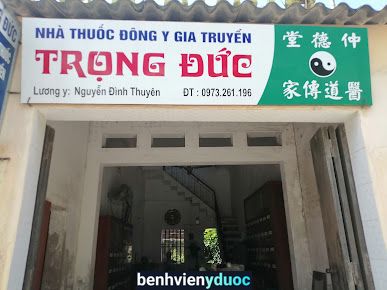 NHÀ THUỐC ĐÔNG Y GIA TRUYỀN
TRỌNG ĐỨC
Lương y: Nguyễn Đình Thuyên ĐT : 0973.261.196
堂德仲
家傳道醫
benhvienyduoc